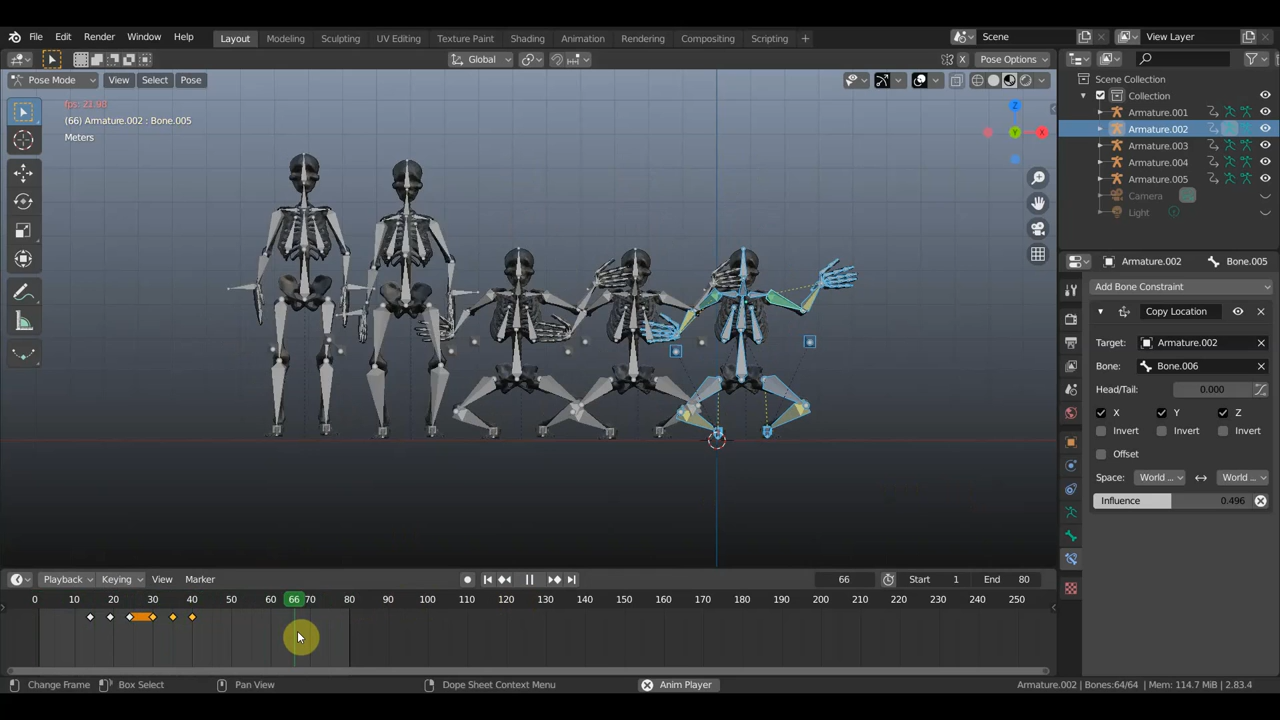 File Edit Render Window Help Layout Modeling Sculpting UV Editing Texture Paint Shading Animation Rendering Compositing Scripting + Scene View Layer
Global X Pose Options
Pose Mode View Select Pose
fps: 21.98
(66) Armature.002 : Bone.005
Meters
Z
Y
X
Scene Collection
Collection
Armature.001
Armature.002
Armature.003
Armature.004
Armature.005
Camera
Light
Armature.002 Bone.005
Add Bone Constraint
Copy Location
Target: Armature.002
Bone: Bone.006
Head/Tail: 0.000
X Y Z
Invert Invert Invert
Offset
Space: World ... World ...
Influence 0.496
Playback Keying View Marker 66 Start 1 End 80
0 10 20 30 40 50 60 66 70 80 90 100 110 120 130 140 150 160 170 180 190 200 210 220 230 240 250
Change Frame Box Select Pan View Dope Sheet Context Menu Anim Player Armature.002 | Bones:64/64 | Mem: 114.7 MiB | 2.83.4